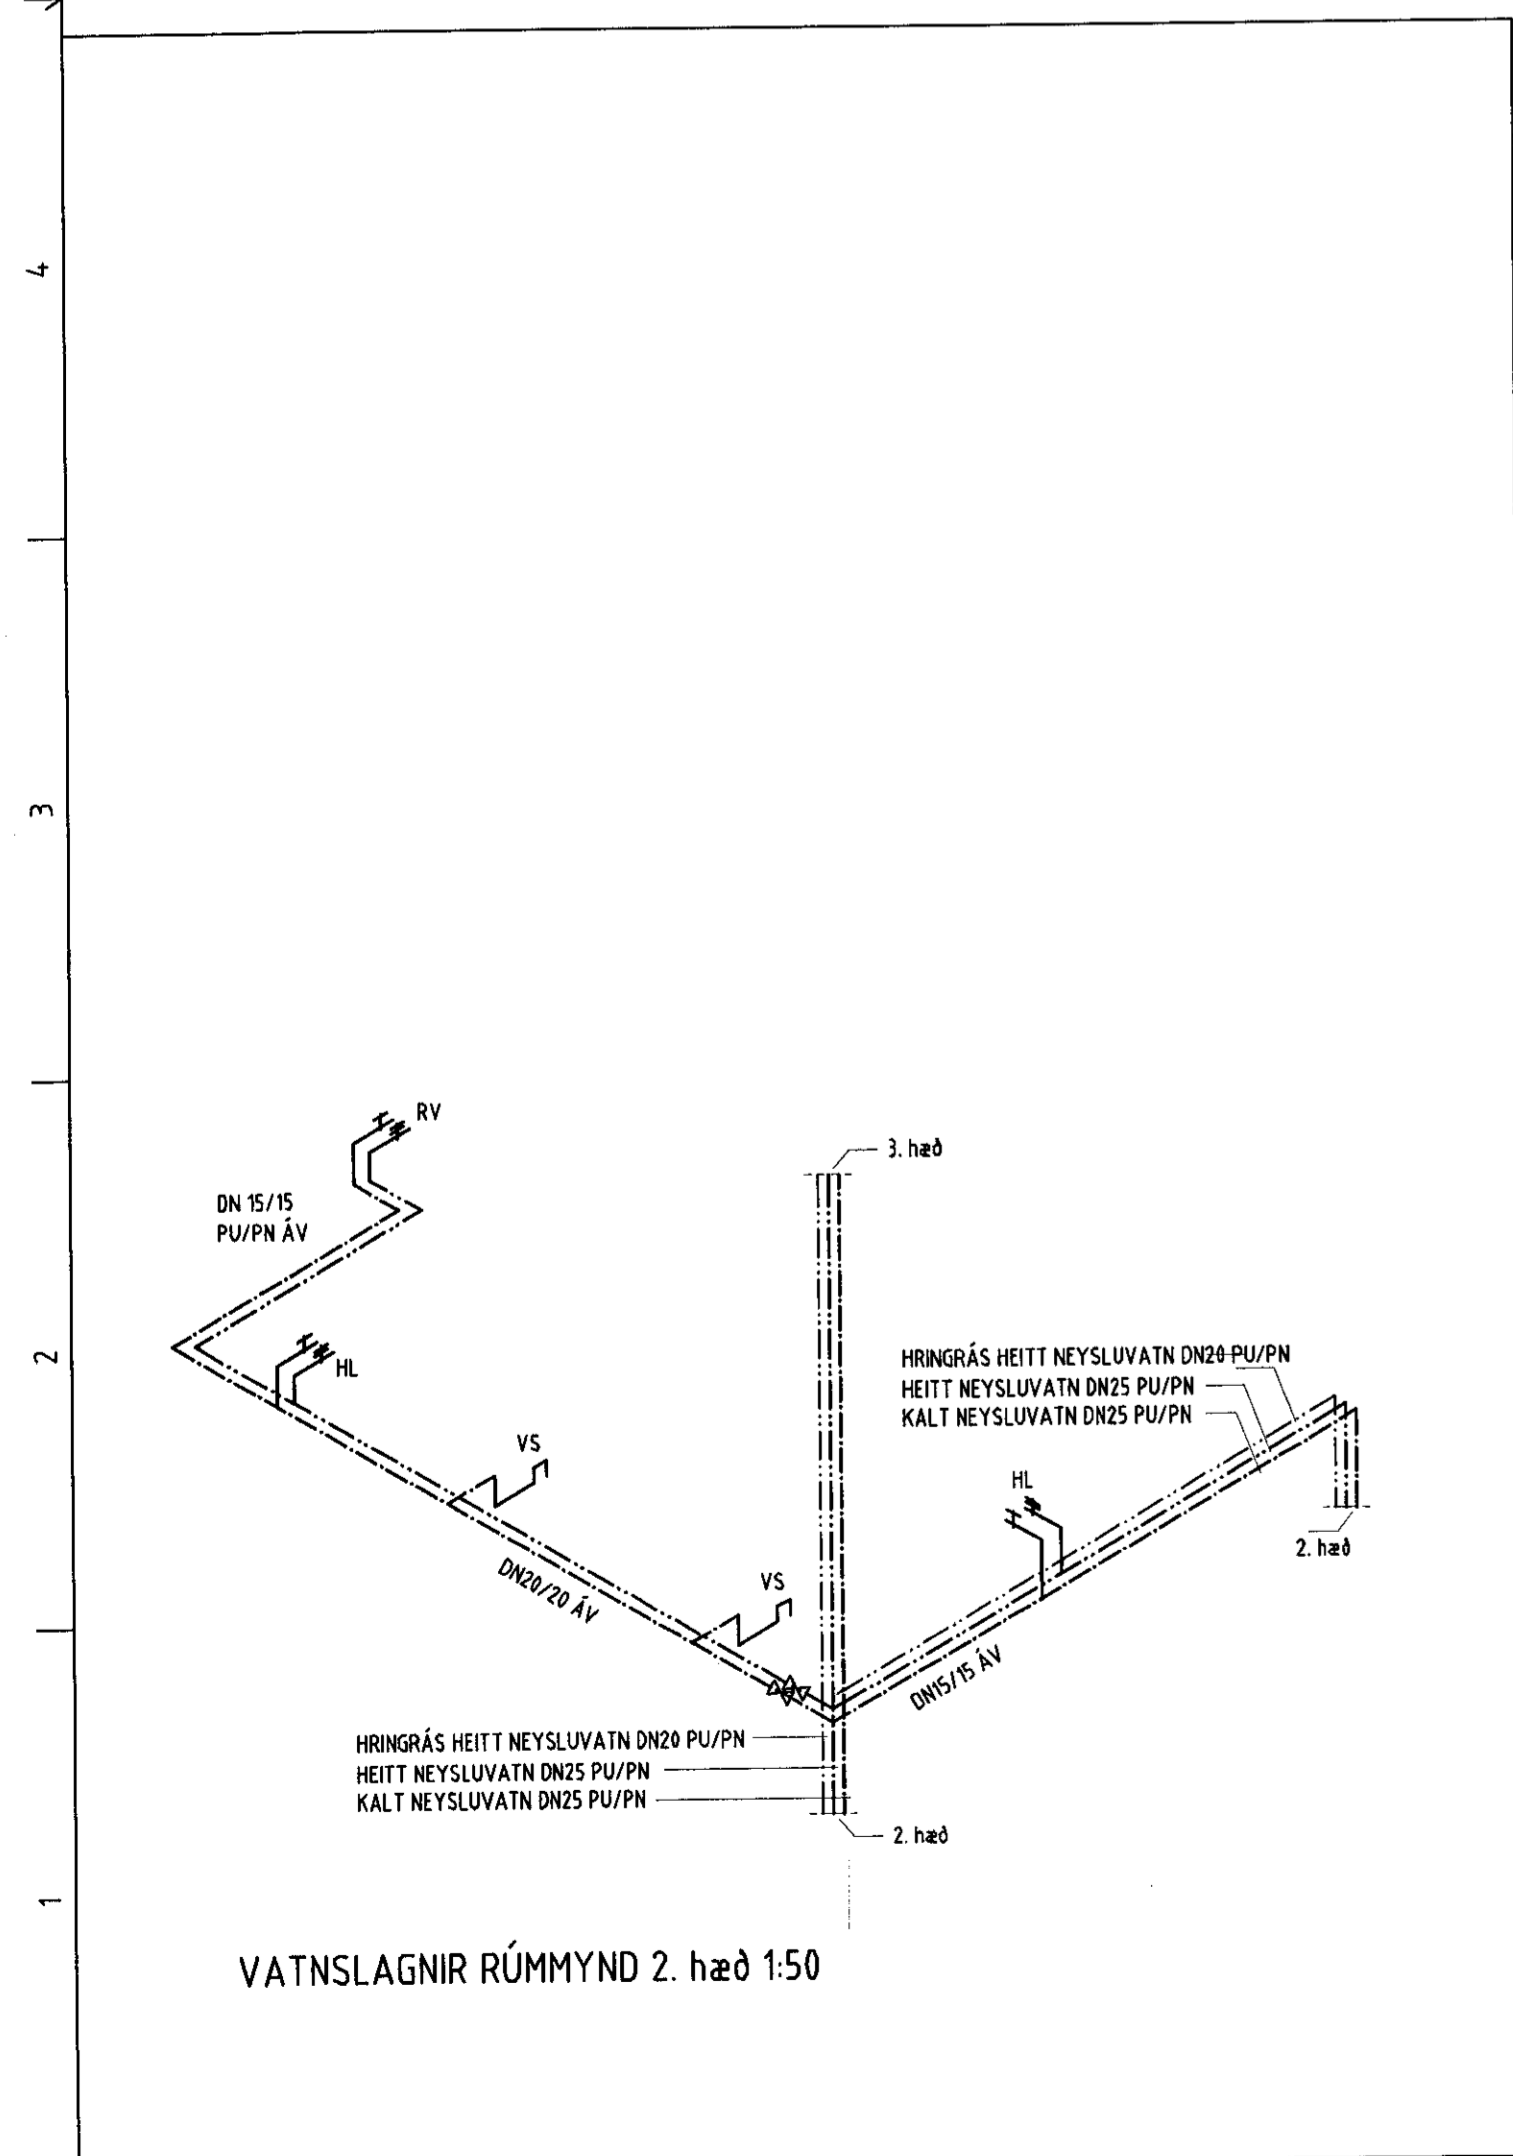 4
3
2
1
RV
DN 15/15
PU/PN ÁV
3. hæð
HL
HRINGRÁS HEITT NEYSLUVATN DN20 PU/PN
HEITT NEYSLUVATN DN25 PU/PN
KALT NEYSLUVATN DN25 PU/PN
VS
HL
2. hæð
DN20/20 ÁV
VS
DN15/15 ÁV
HRINGRÁS HEITT NEYSLUVATN DN20 PU/PN
HEITT NEYSLUVATN DN25 PU/PN
KALT NEYSLUVATN DN25 PU/PN
2. hæð
VATNSLAGNIR RÚMMYND 2. hæð 1:50